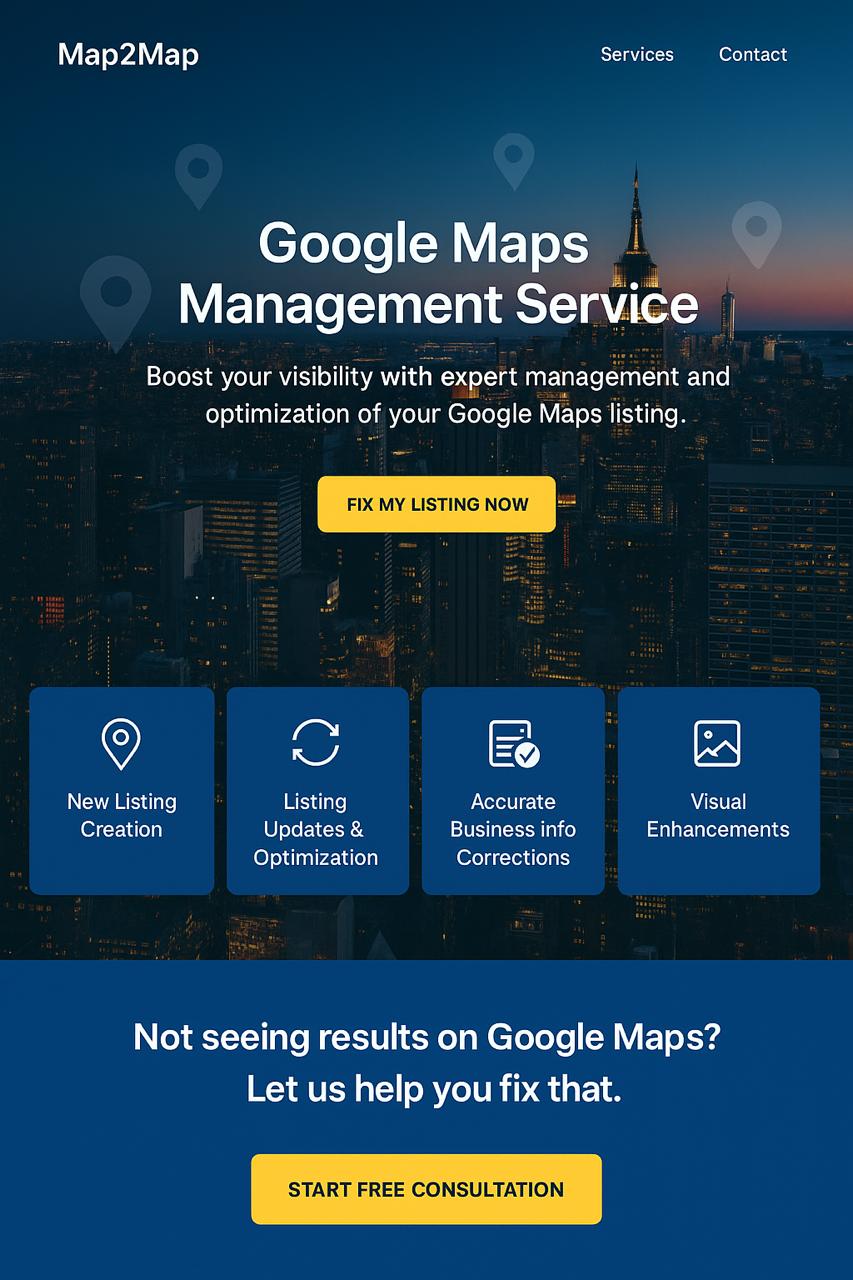 Map2Map
Services
Contact
Google Maps
Management Service
Boost your visibility with expert management and
optimization of your Google Maps listing.
FIX MY LISTING NOW
New Listing
Creation
Listing
Updates &
Optimization
Accurate
Business info
Corrections
Visual
Enhancements
Not seeing results on Google Maps?
Let us help you fix that.
START FREE CONSULTATION